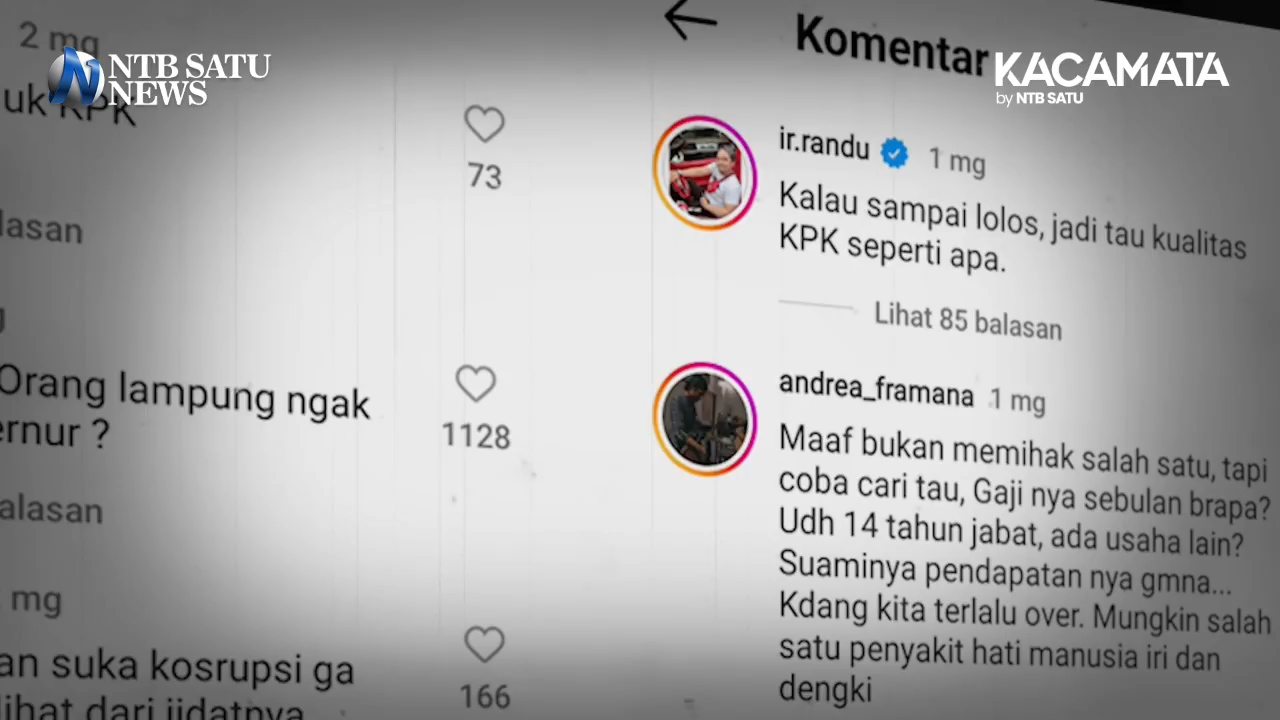 2 mg
NTB SATU
NEWS
uk KPK
73
lasan
Orang lampung ngak
ernur ?
1128
alasan
mg
an suka kosrupsi ga
lihat dari jidatnya
166
Komentar
KACAMATA
by NTB SATU
ir.randu 1 mg
Kalau sampai lolos, jadi tau kualitas
KPK seperti apa.
Lihat 85 balasan
andrea_framana 1 mg
Maaf bukan memihak salah satu, tapi
coba cari tau, Gaji nya sebulan brapa?
Udh 14 tahun jabat, ada usaha lain?
Suaminya pendapatan nya gmna...
Kdang kita terlalu over. Mungkin salah
satu penyakit hati manusia iri dan
dengki